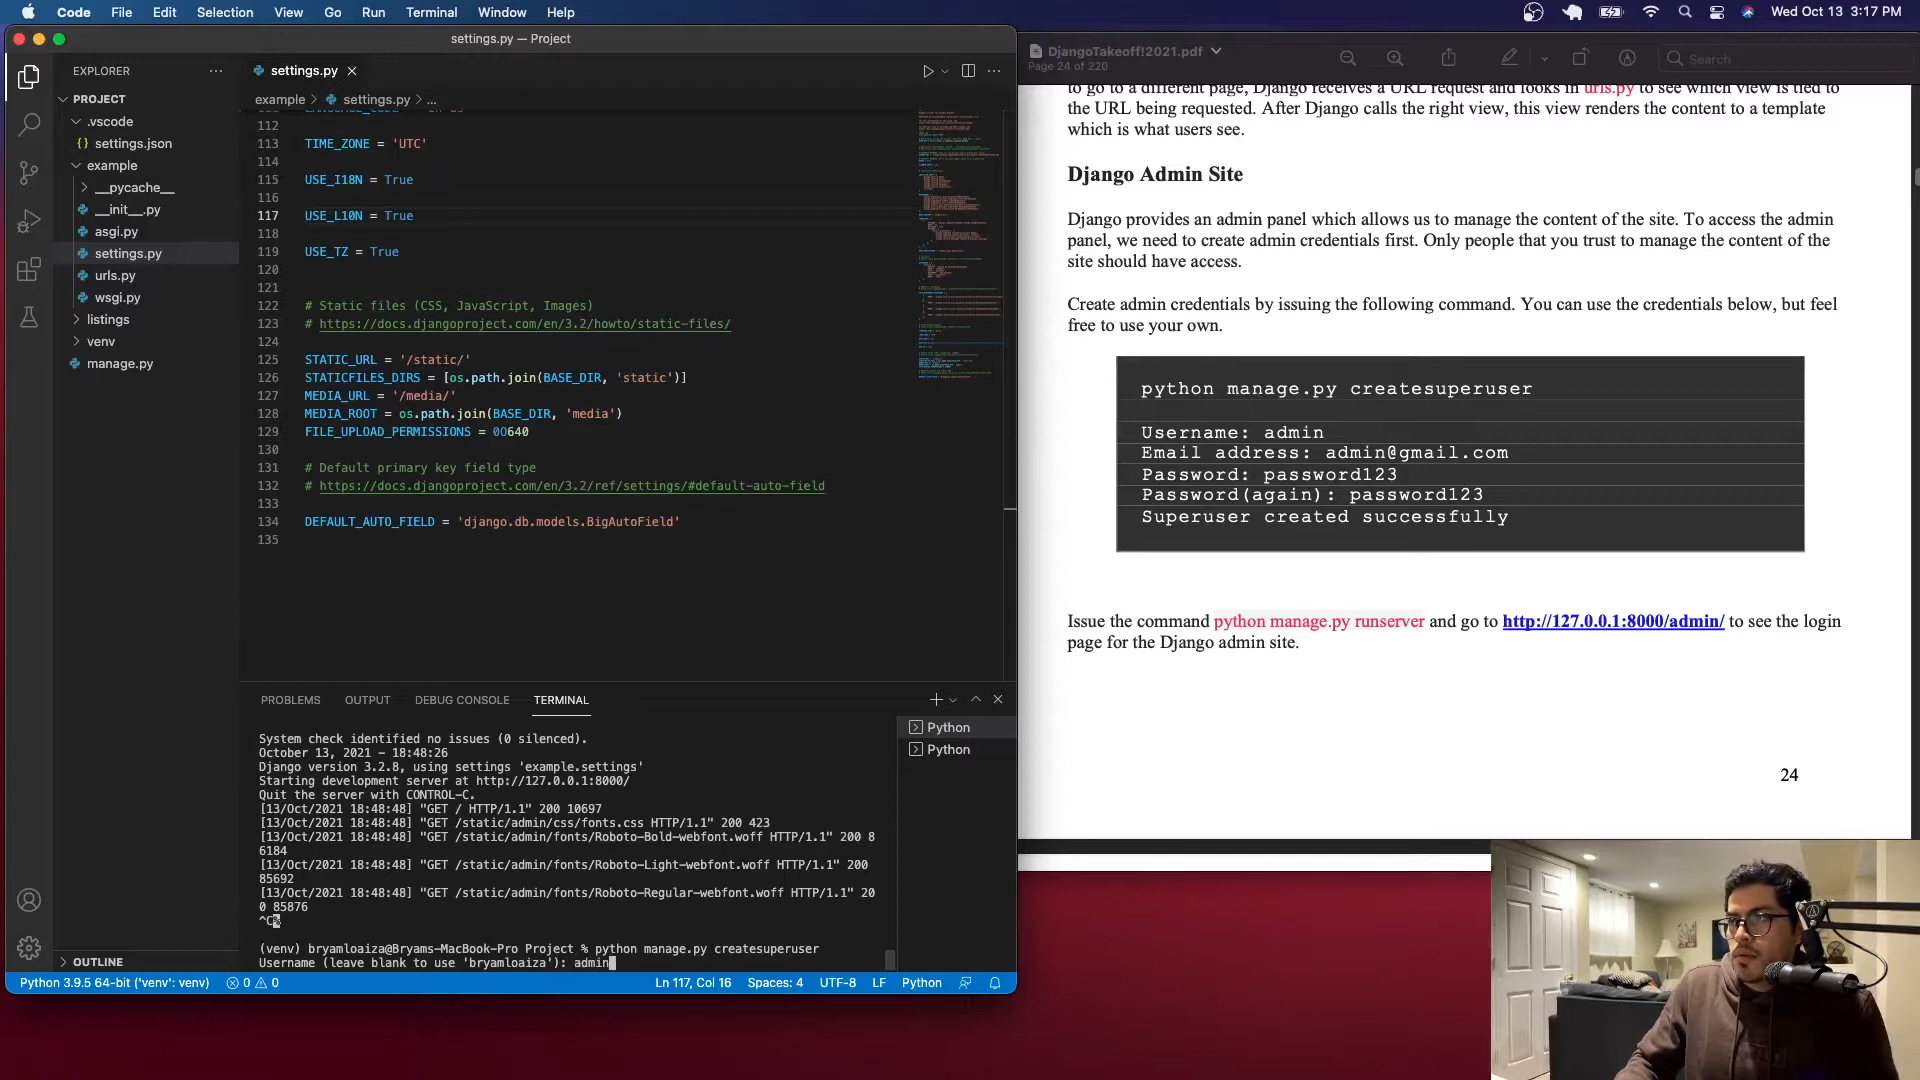 Code File Edit Selection View Go Run Terminal Window Help
Wed Oct 13 3:17 PM
settings.py — Project
EXPLORER
PROJECT
.vscode
settings.json
example
__pycache__
__init__.py
asgi.py
settings.py
urls.py
wsgi.py
listings
venv
manage.py
OUTLINE
settings.py
example > settings.py > ...
112
113 TIME_ZONE = 'UTC'
114
115 USE_I18N = True
116
117 USE_L10N = True
118
119 USE_TZ = True
120
121
122 # Static files (CSS, JavaScript, Images)
123 # https://docs.djangoproject.com/en/3.2/howto/static-files/
124
125 STATIC_URL = '/static/'
126 STATICFILES_DIRS = [os.path.join(BASE_DIR, 'static')]
127 MEDIA_URL = '/media/'
128 MEDIA_ROOT = os.path.join(BASE_DIR, 'media')
129 FILE_UPLOAD_PERMISSIONS = 0O640
130
131 # Default primary key field type
132 # https://docs.djangoproject.com/en/3.2/ref/settings/#default-auto-field
133
134 DEFAULT_AUTO_FIELD = 'django.db.models.BigAutoField'
135
PROBLEMS OUTPUT DEBUG CONSOLE TERMINAL
Python
Python
System check identified no issues (0 silenced).
October 13, 2021 - 18:48:26
Django version 3.2.8, using settings 'example.settings'
Starting development server at http://127.0.0.1:8000/
Quit the server with CONTROL-C.
[13/Oct/2021 18:48:48] "GET / HTTP/1.1" 200 10697
[13/Oct/2021 18:48:48] "GET /static/admin/css/fonts.css HTTP/1.1" 200 423
[13/Oct/2021 18:48:48] "GET /static/admin/fonts/Roboto-Bold-webfont.woff HTTP/1.1" 200 8
6184
[13/Oct/2021 18:48:48] "GET /static/admin/fonts/Roboto-Light-webfont.woff HTTP/1.1" 200
85692
[13/Oct/2021 18:48:48] "GET /static/admin/fonts/Roboto-Regular-webfont.woff HTTP/1.1" 20
0 85876
^C%
(venv) bryamloaiza@Bryams-MacBook-Pro Project % python manage.py createsuperuser
Username (leave blank to use 'bryamloaiza'): admin
Python 3.9.5 64-bit ('venv': venv) 0 0 Ln 117, Col 16 Spaces: 4 UTF-8 LF Python
DjangoTakeoff!2021.pdf
Page 24 of 220
Search
to go to a different page, Django receives a URL request and looks in urls.py to see which view is tied to
the URL being requested. After Django calls the right view, this view renders the content to a template
which is what users see.
Django Admin Site
Django provides an admin panel which allows us to manage the content of the site. To access the admin
panel, we need to create admin credentials first. Only people that you trust to manage the content of the
site should have access.
Create admin credentials by issuing the following command. You can use the credentials below, but feel
free to use your own.
python manage.py createsuperuser
Username: admin
Email address: admin@gmail.com
Password: password123
Password(again): password123
Superuser created successfully
Issue the command python manage.py runserver and go to http://127.0.0.1:8000/admin/ to see the login
page for the Django admin site.
24